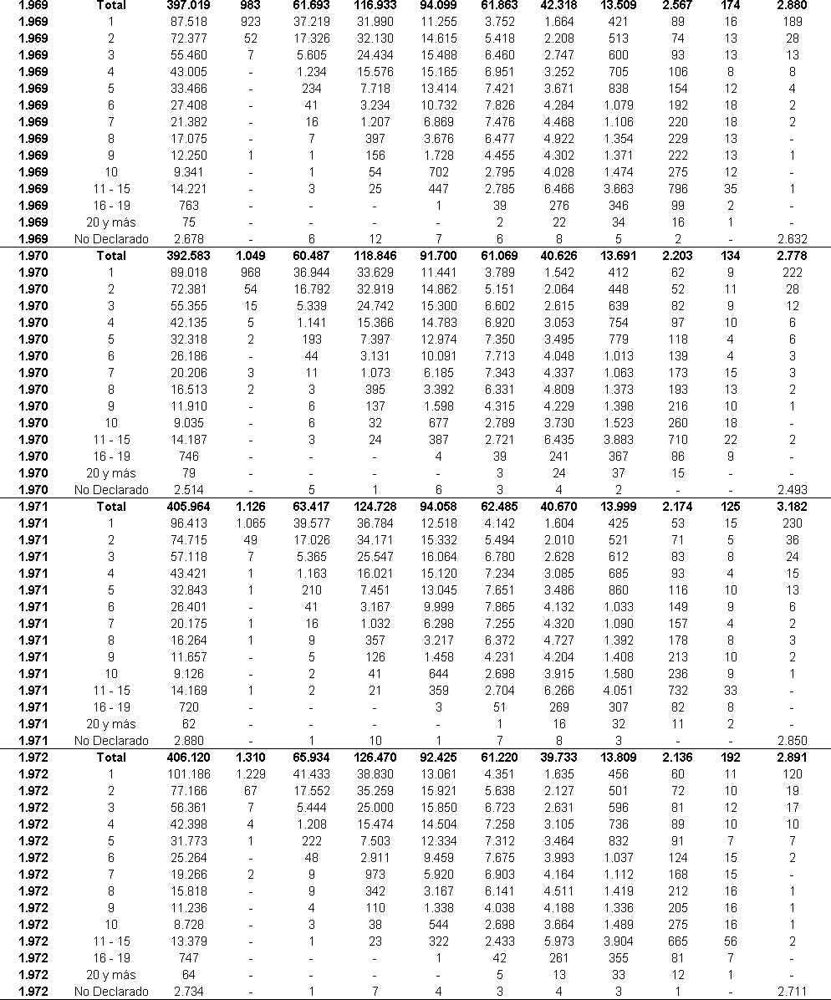 1.969 Total 397.019 983 61.693 116.933 94.099 61.863 42.318 13.509 2.567 174 2.880
1.969 1 87.518 923 37.219 31.990 11.255 3.752 1.664 421 89 16 189
1.969 2 72.377 52 17.326 32.130 14.615 5.418 2.208 513 74 13 28
1.969 3 55.460 7 5.605 24.434 15.488 6.460 2.747 600 93 13 13
1.969 4 43.005 - 1.234 15.576 15.165 6.951 3.252 705 106 8 8
1.969 5 33.466 - 234 7.718 13.414 7.421 3.671 838 154 12 4
1.969 6 27.408 - 41 3.234 10.732 7.826 4.284 1.079 192 18 2
1.969 7 21.382 - 16 1.207 6.869 7.476 4.468 1.106 220 18 2
1.969 8 17.075 - 7 397 3.676 6.477 4.922 1.354 229 13 -
1.969 9 12.250 1 1 156 1.728 4.455 4.302 1.371 222 13 1
1.969 10 9.341 - 1 54 702 2.795 4.028 1.474 275 12 -
1.969 11 - 15 14.221 - 3 25 447 2.785 6.466 3.663 796 35 1
1.969 16 - 19 763 - - - 1 39 276 346 99 2 -
1.969 20 y más 75 - - - - 2 22 34 16 1 -
1.969 No Declarado 2.678 - 6 12 7 6 8 5 2 - 2.632
1.970 Total 392.583 1.049 60.487 118.846 91.700 61.069 40.626 13.691 2.203 134 2.778
1.970 1 89.018 968 36.944 33.629 11.441 3.789 1.542 412 62 9 222
1.970 2 72.381 54 16.792 32.919 14.862 5.151 2.064 448 52 11 28
1.970 3 55.355 15 5.339 24.742 15.300 6.602 2.615 639 82 9 12
1.970 4 42.135 5 1.141 15.366 14.783 6.920 3.053 754 97 10 6
1.970 5 32.318 2 193 7.397 12.974 7.350 3.495 779 118 4 6
1.970 6 26.186 - 44 3.131 10.091 7.713 4.048 1.013 139 4 3
1.970 7 20.206 3 11 1.073 6.185 7.343 4.337 1.063 173 15 3
1.970 8 16.513 2 3 395 3.392 6.331 4.809 1.373 193 13 2
1.970 9 11.910 - 6 137 1.598 4.315 4.229 1.398 216 10 1
1.970 10 9.035 - 6 32 677 2.789 3.730 1.523 260 18 -
1.970 11 - 15 14.187 - 3 24 387 2.721 6.435 3.883 710 22 2
1.970 16 - 19 746 - - - 4 39 241 367 86 9 -
1.970 20 y más 79 - - - - 3 24 37 15 - -
1.970 No Declarado 2.514 - 5 1 6 3 4 2 - - 2.493
1.971 Total 405.964 1.126 63.417 124.728 94.058 62.485 40.670 13.999 2.174 125 3.182
1.971 1 96.413 1.065 39.577 36.784 12.518 4.142 1.604 425 53 15 230
1.971 2 74.715 49 17.026 34.171 15.332 5.494 2.010 521 71 5 36
1.971 3 57.118 7 5.365 25.547 16.064 6.780 2.628 612 83 8 24
1.971 4 43.421 1 1.163 16.021 15.120 7.234 3.085 685 93 4 15
1.971 5 32.843 1 210 7.451 13.045 7.651 3.486 860 116 10 13
1.971 6 26.401 - 41 3.167 9.999 7.865 4.132 1.033 149 9 6
1.971 7 20.175 1 16 1.032 6.298 7.255 4.320 1.090 157 4 2
1.971 8 16.264 1 9 357 3.217 6.372 4.727 1.392 178 8 3
1.971 9 11.657 - 5 126 1.458 4.231 4.204 1.408 213 10 2
1.971 10 9.126 - 2 41 644 2.698 3.915 1.580 236 9 1
1.971 11 - 15 14.169 1 2 21 359 2.704 6.266 4.051 732 33 -
1.971 16 - 19 720 - - - 3 51 269 307 82 8 -
1.971 20 y más 62 - - - - 1 16 32 11 2 -
1.971 No Declarado 2.880 - 1 10 1 7 8 3 - - 2.850
1.972 Total 406.120 1.310 65.934 126.470 92.425 61.220 39.733 13.809 2.136 192 2.891
1.972 1 101.186 1.229 41.433 38.830 13.061 4.351 1.635 456 60 11 120
1.972 2 77.166 67 17.552 35.259 15.921 5.638 2.127 501 72 10 19
1.972 3 56.361 7 5.444 25.000 15.850 6.723 2.631 596 81 12 17
1.972 4 42.398 4 1.208 15.474 14.504 7.258 3.105 736 89 10 10
1.972 5 31.773 1 222 7.503 12.334 7.312 3.464 832 91 7 7
1.972 6 25.264 - 48 2.911 9.459 7.675 3.993 1.037 124 15 2
1.972 7 19.266 2 9 973 5.920 6.903 4.164 1.112 168 15 -
1.972 8 15.818 - 9 342 3.167 6.141 4.511 1.419 212 16 1
1.972 9 11.236 - 4 110 1.338 4.038 4.188 1.336 205 16 1
1.972 10 8.728 - 3 38 544 2.698 3.664 1.489 275 16 1
1.972 11 - 15 13.379 - 1 23 322 2.433 5.973 3.904 665 56 2
1.972 16 - 19 747 - - - 1 42 261 355 81 7 -
1.972 20 y más 64 - - - - 5 13 33 12 1 -
1.972 No Declarado 2.734 - 1 7 4 3 4 3 1 - 2.711